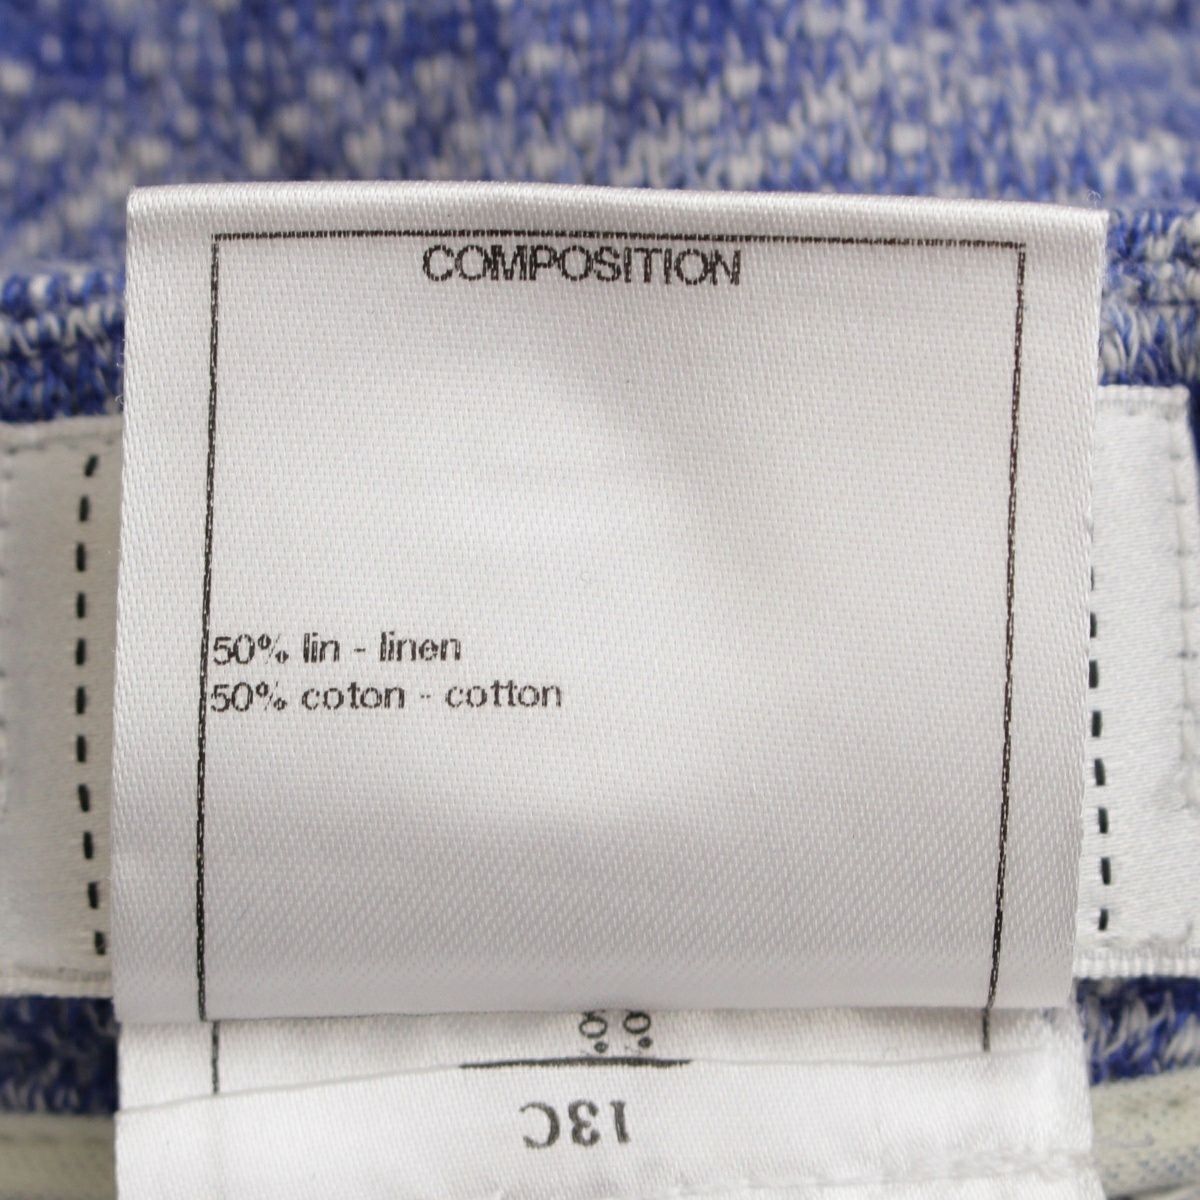 COMPOSITION
50% lin - linen
50% coton - cotton
13C